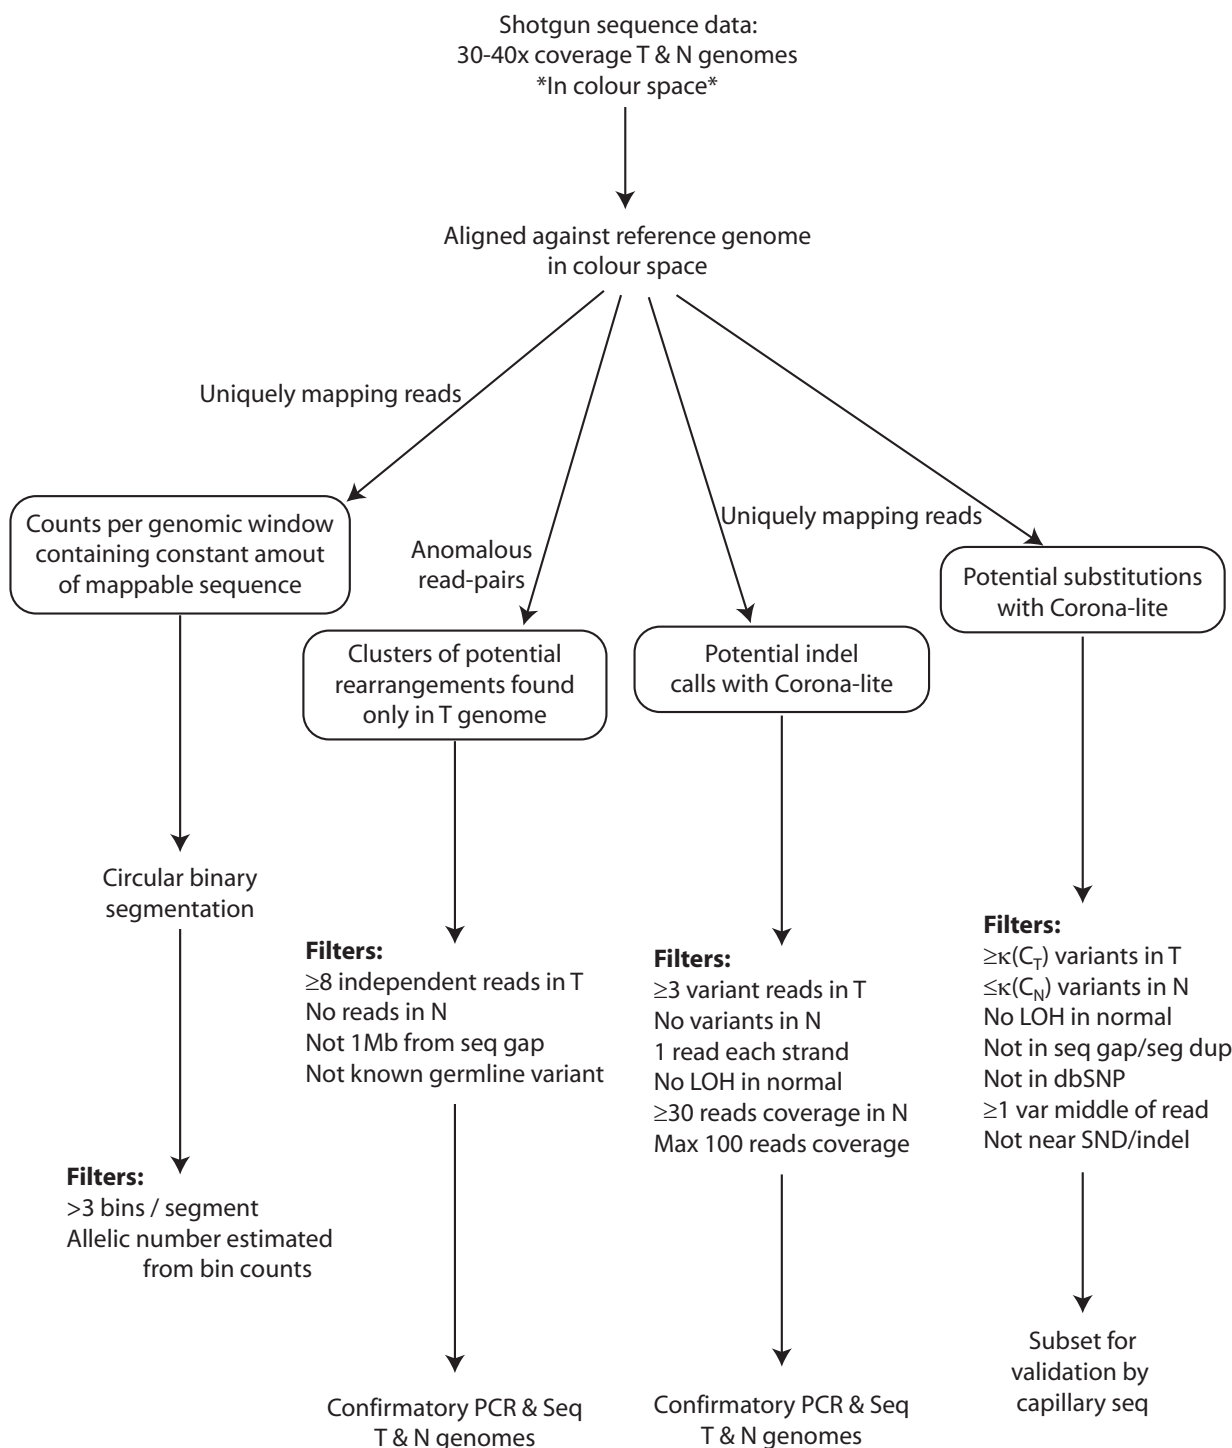 Shotgun sequence data:
30-40x coverage T & N genomes
*In colour space*
Aligned against reference genome
in colour space
Uniquely mapping reads
Counts per genomic window
containing constant amout
of mappable sequence
Anomalous
read-pairs
Uniquely mapping reads
Potential substitutions
with Corona-lite
Clusters of potential
rearrangements found
only in T genome
Potential indel
calls with Corona-lite
Circular binary
segmentation
Filters:
>3 bins / segment
Allelic number estimated
from bin counts
Filters:
≥8 independent reads in T
No reads in N
Not 1Mb from seq gap
Not known germline variant
Confirmatory PCR & Seq
T & N genomes
Filters:
≥3 variant reads in T
No variants in N
1 read each strand
No LOH in normal
≥30 reads coverage in N
Max 100 reads coverage
Confirmatory PCR & Seq
T & N genomes
Filters:
≥κ(C_T) variants in T
≤κ(C_N) variants in N
No LOH in normal
Not in seq gap/seg dup
Not in dbSNP
≥1 var middle of read
Not near SND/indel
Subset for
validation by
capillary seq